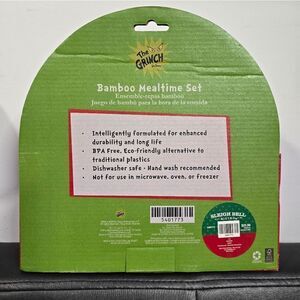 The
GRINCH
Bamboo Mealtime Set
Ensemble-repas bamboo
Juego de bambú para la hora de la comida
• Intelligently formulated for enhanced
durability and long life
• BPA Free. Eco-friendly alternative to
traditional plastics
• Dishwasher safe - Hand wash recommended
• Not for use in microwave, oven, or freezer
5401773
SLEIGH BELL